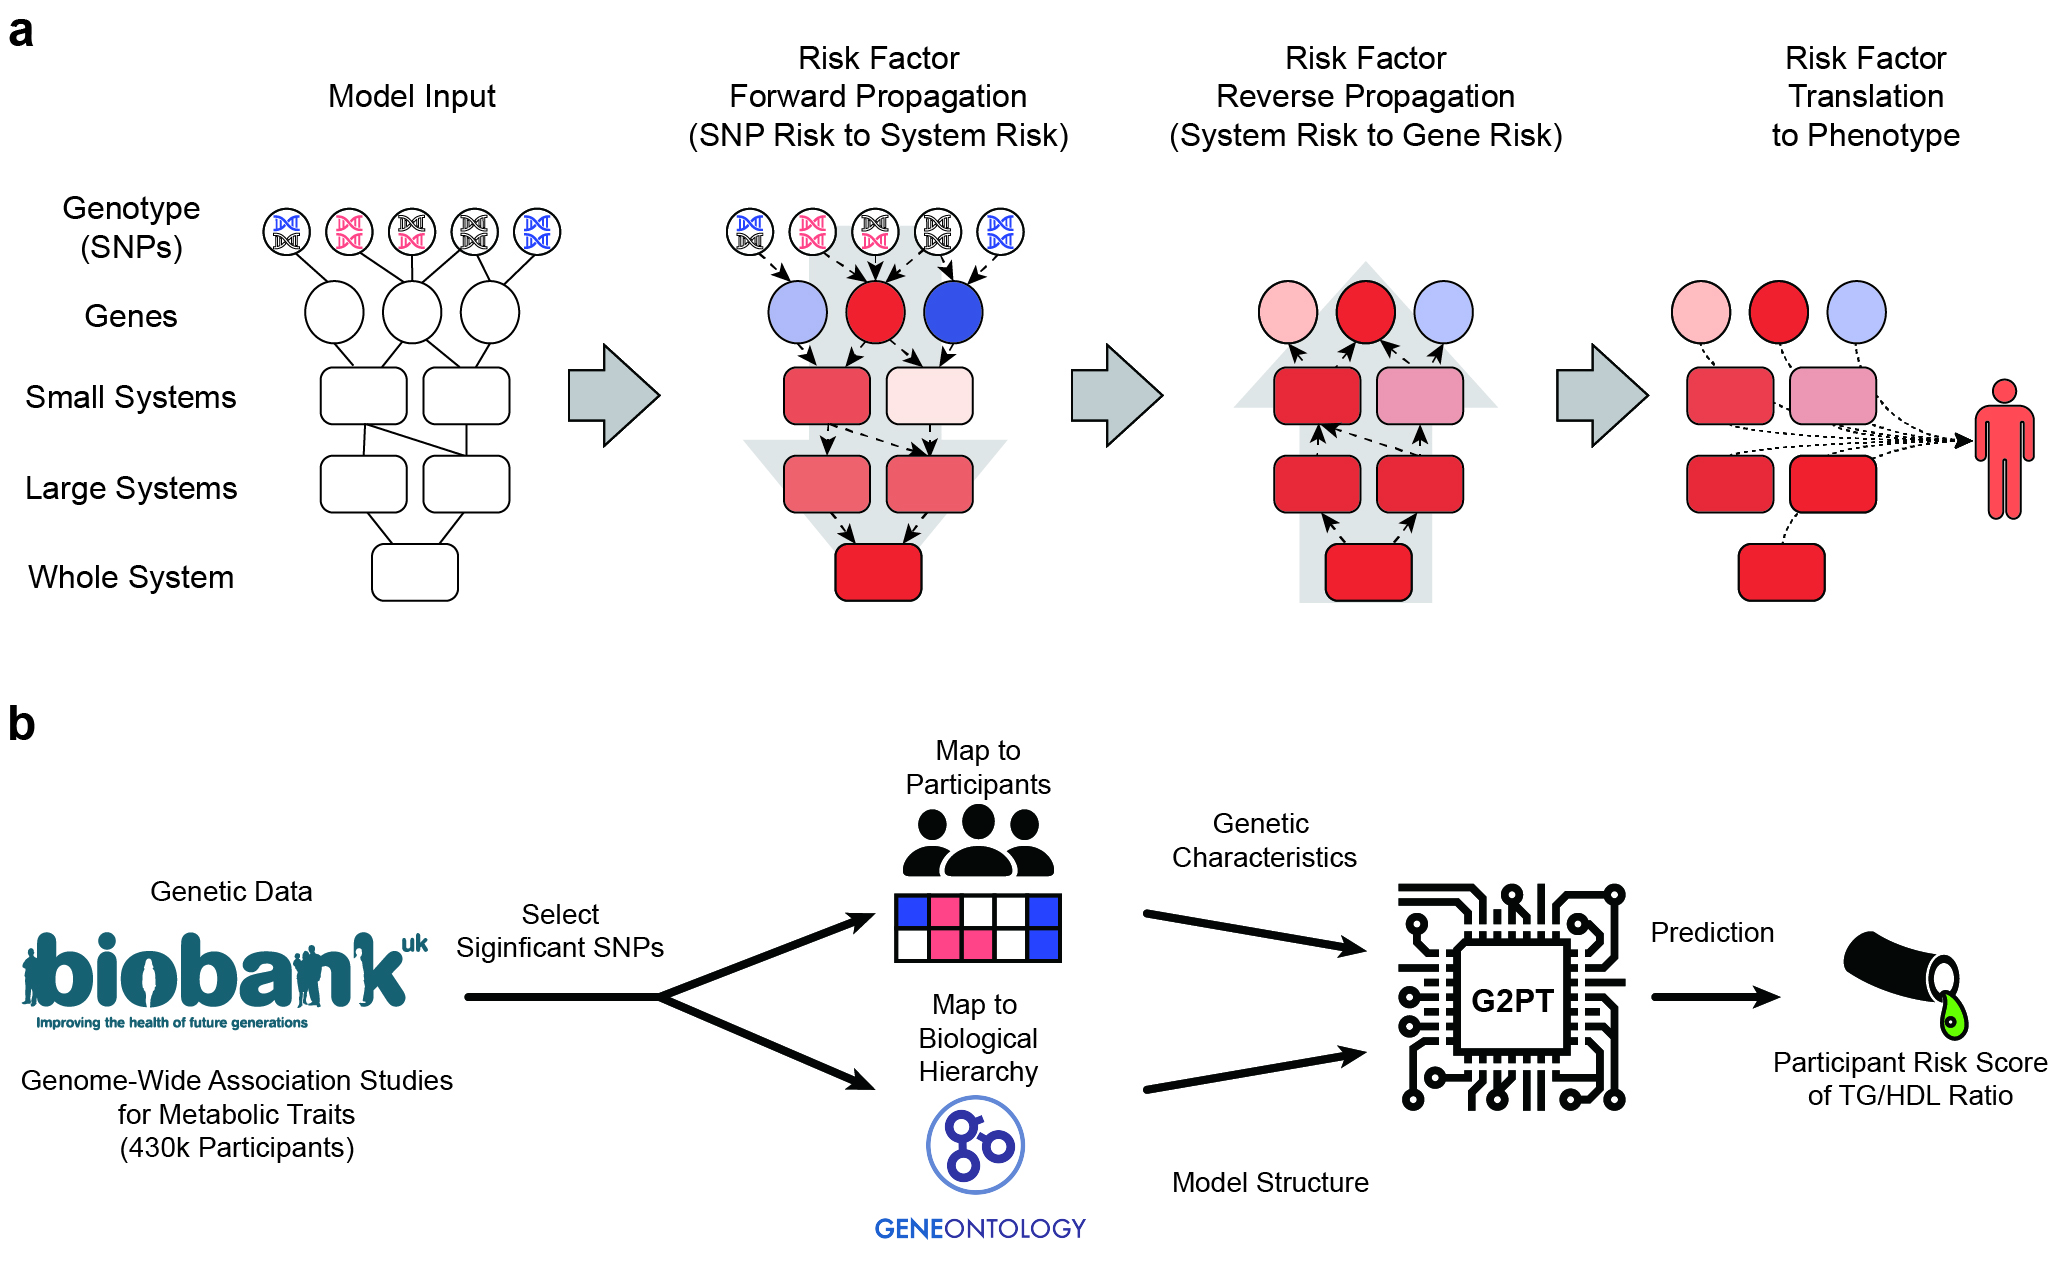 a
Model Input
Risk Factor
Forward Propagation
(SNP Risk to System Risk)
Risk Factor
Reverse Propagation
(System Risk to Gene Risk)
Risk Factor
Translation
to Phenotype
Genotype
(SNPs)
Genes
Small Systems
Large Systems
Whole System
b
Genetic Data
biobank uk
Improving the health of future generations
Genome-Wide Association Studies
for Metabolic Traits
(430k Participants)
Select
Siginficant SNPs
Map to
Participants
Map to
Biological
Hierarchy
GENEONTOLOGY
Genetic
Characteristics
Model Structure
G2PT
Prediction
Participant Risk Score
of TG/HDL Ratio